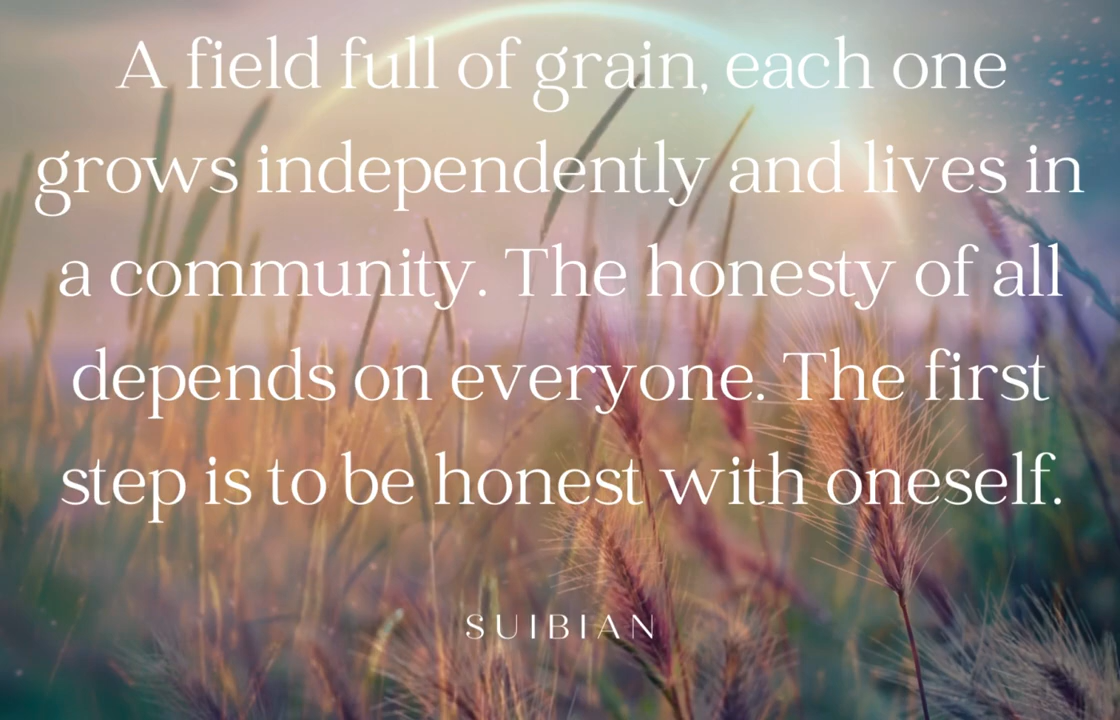 A field full of grain, each one
grows independently and lives in
a community. The honesty of all
depends on everyone. The first
step is to be honest with oneself.
SUIBIAN